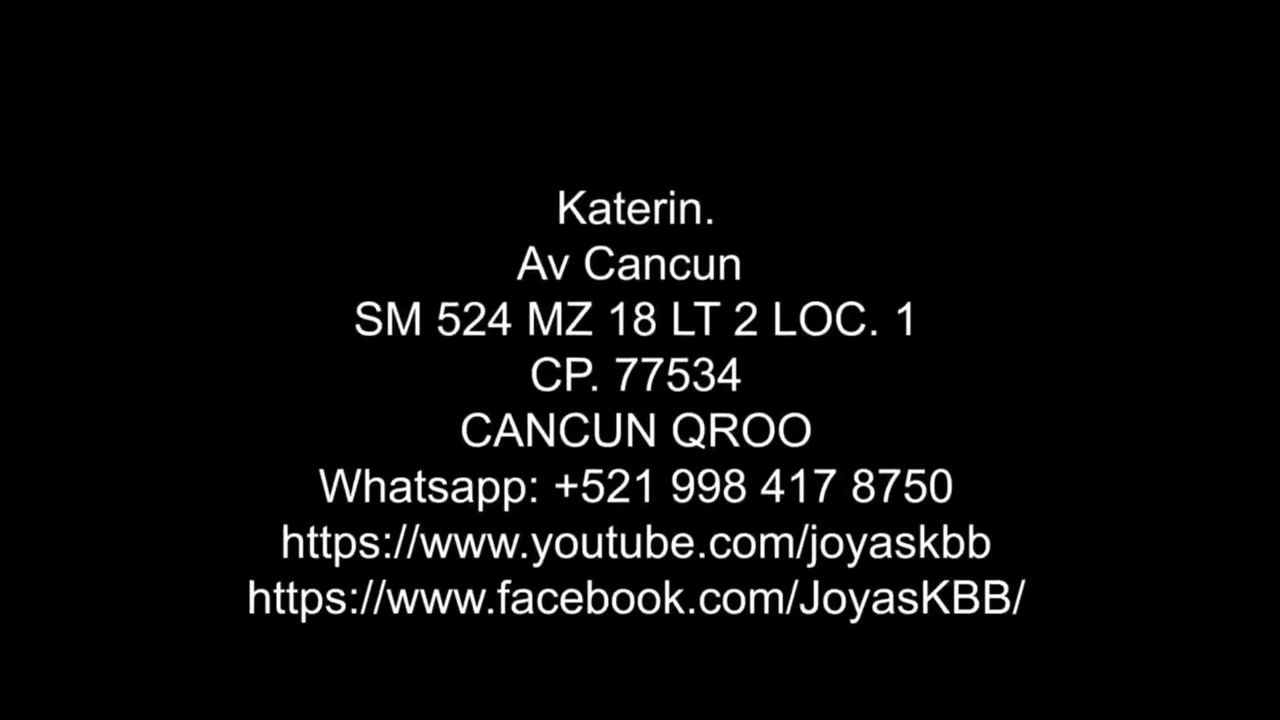 Katerin.
Av Cancun
SM 524 MZ 18 LT 2 LOC. 1
CP. 77534
CANCUN QROO
Whatsapp: +521 998 417 8750
https://www.youtube.com/joyaskbb
https://www.facebook.com/JoyasKBB/